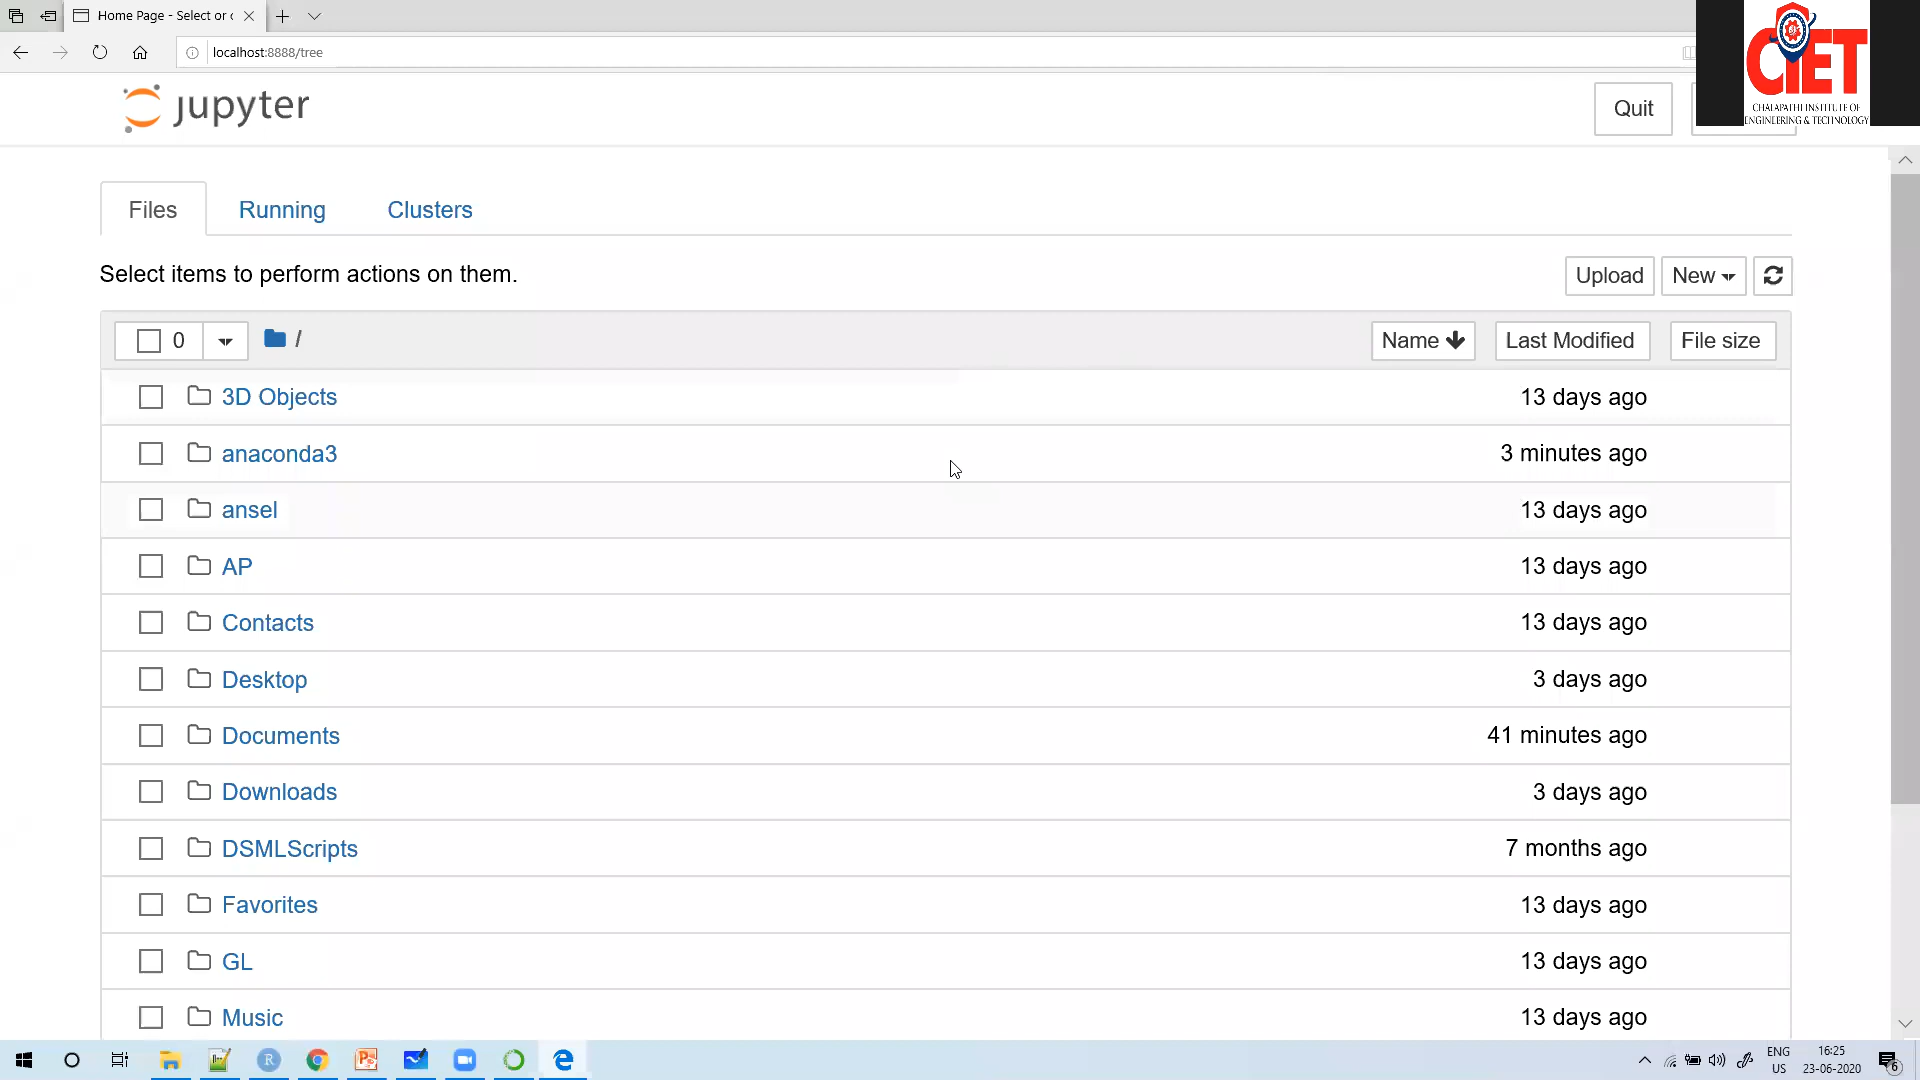 Home Page - Select or c
localhost:8888/tree
CIET
CHALAPATHI INSTITUTE OF
ENGINEERING & TECHNOLOGY
jupyter
Quit
Files Running Clusters
Select items to perform actions on them.
Upload New
0 / Name Last Modified File size
3D Objects 13 days ago
anaconda3 3 minutes ago
ansel 13 days ago
AP 13 days ago
Contacts 13 days ago
Desktop 3 days ago
Documents 41 minutes ago
Downloads 3 days ago
DSMLScripts 7 months ago
Favorites 13 days ago
GL 13 days ago
Music 13 days ago
ENG 16:25
US 23-06-2020 6